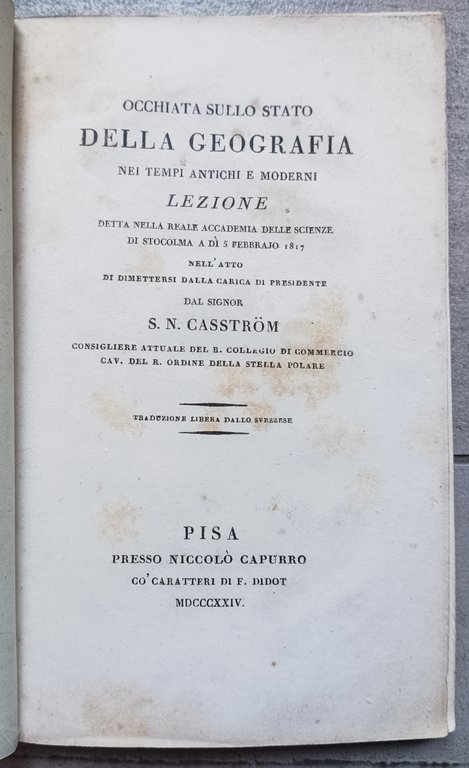 OCCHIATA SULLO STATO
DELLA GEOGRAFIA
NEI TEMPI ANTICHI E MODERNI
LEZIONE
DETTA NELLA REALE ACCADEMIA DELLE SCIENZE
DI STOCOLMA A DÌ 5 FEBBRAJO 1817
NELL'ATTO
DI DIMETTERSI DALLA CARICA DI PRESIDENTE
DAL SIGNOR
S. N. CASSTRÖM
CONSIGLIERE ATTUALE DEL R. COLLEGIO DI COMMERCIO
CAV. DEL R. ORDINE DELLA STELLA POLARE
TRADUZIONE LIBERA DALLO SVEZZESE
PISA
PRESSO NICCOLÒ CAPURRO
CO' CARATTERI DI F. DIDOT
MDCCCXXIV.